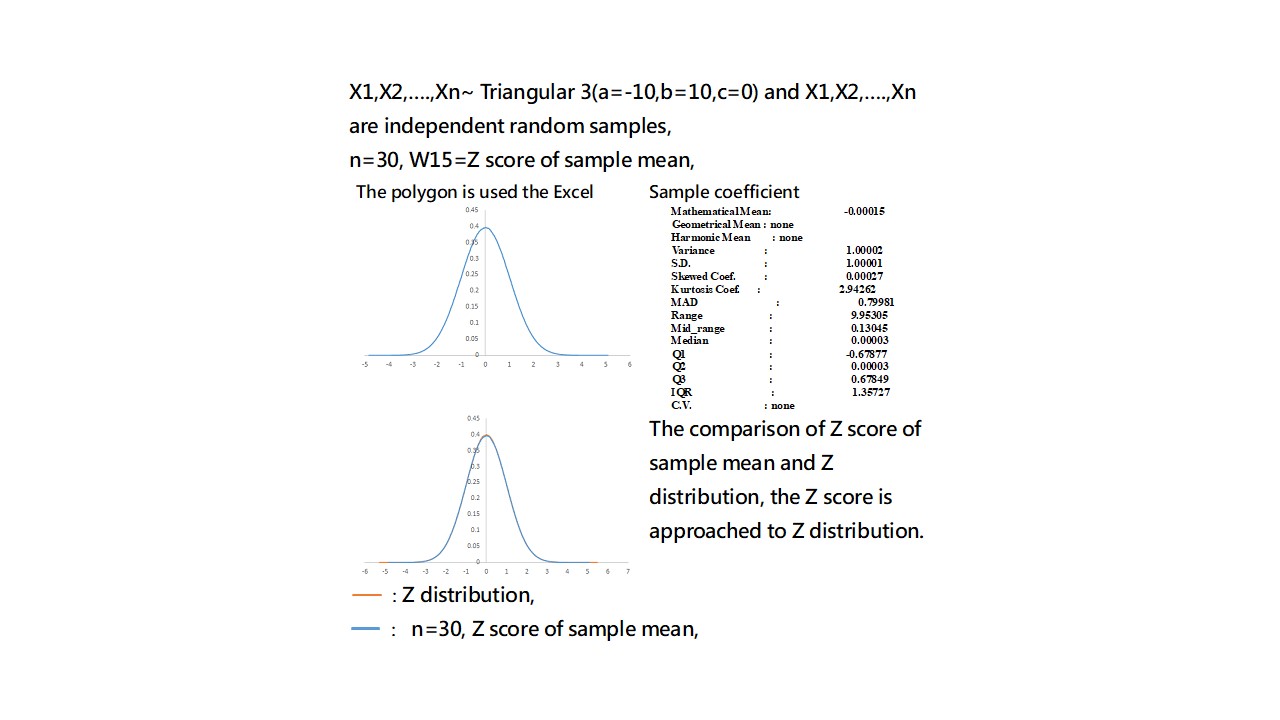 X1,X2,....,Xn~ Triangular 3(a=-10,b=10,c=0) and X1,X2,....,Xn
are independent random samples,
n=30, W15=Z score of sample mean,
The polygon is used the Excel
0.45
0.4
0.35
0.3
0.25
0.2
0.15
0.1
0.05
0
-5 -4 -3 -2 -1 0 1 2 3 4 5 6
Sample coefficient
Mathematical Mean: -0.00015
Geometrical Mean : none
Harmonic Mean : none
Variance : 1.00002
S.D. : 1.00001
Skewed Coef. : 0.00027
Kurtosis Coef. : 2.94262
MAD : 0.79981
Range : 9.95305
Mid_range : 0.13045
Median : 0.00003
Q1 : -0.67877
Q2 : 0.00003
Q3 : 0.67849
IQR : 1.35727
C.V. : none
0.45
0.4
0.35
0.3
0.25
0.2
0.15
0.1
0.05
0
-6 -5 -4 -3 -2 -1 0 1 2 3 4 5 6 7
The comparison of Z score of
sample mean and Z
distribution, the Z score is
approached to Z distribution.
: Z distribution,
: n=30, Z score of sample mean,